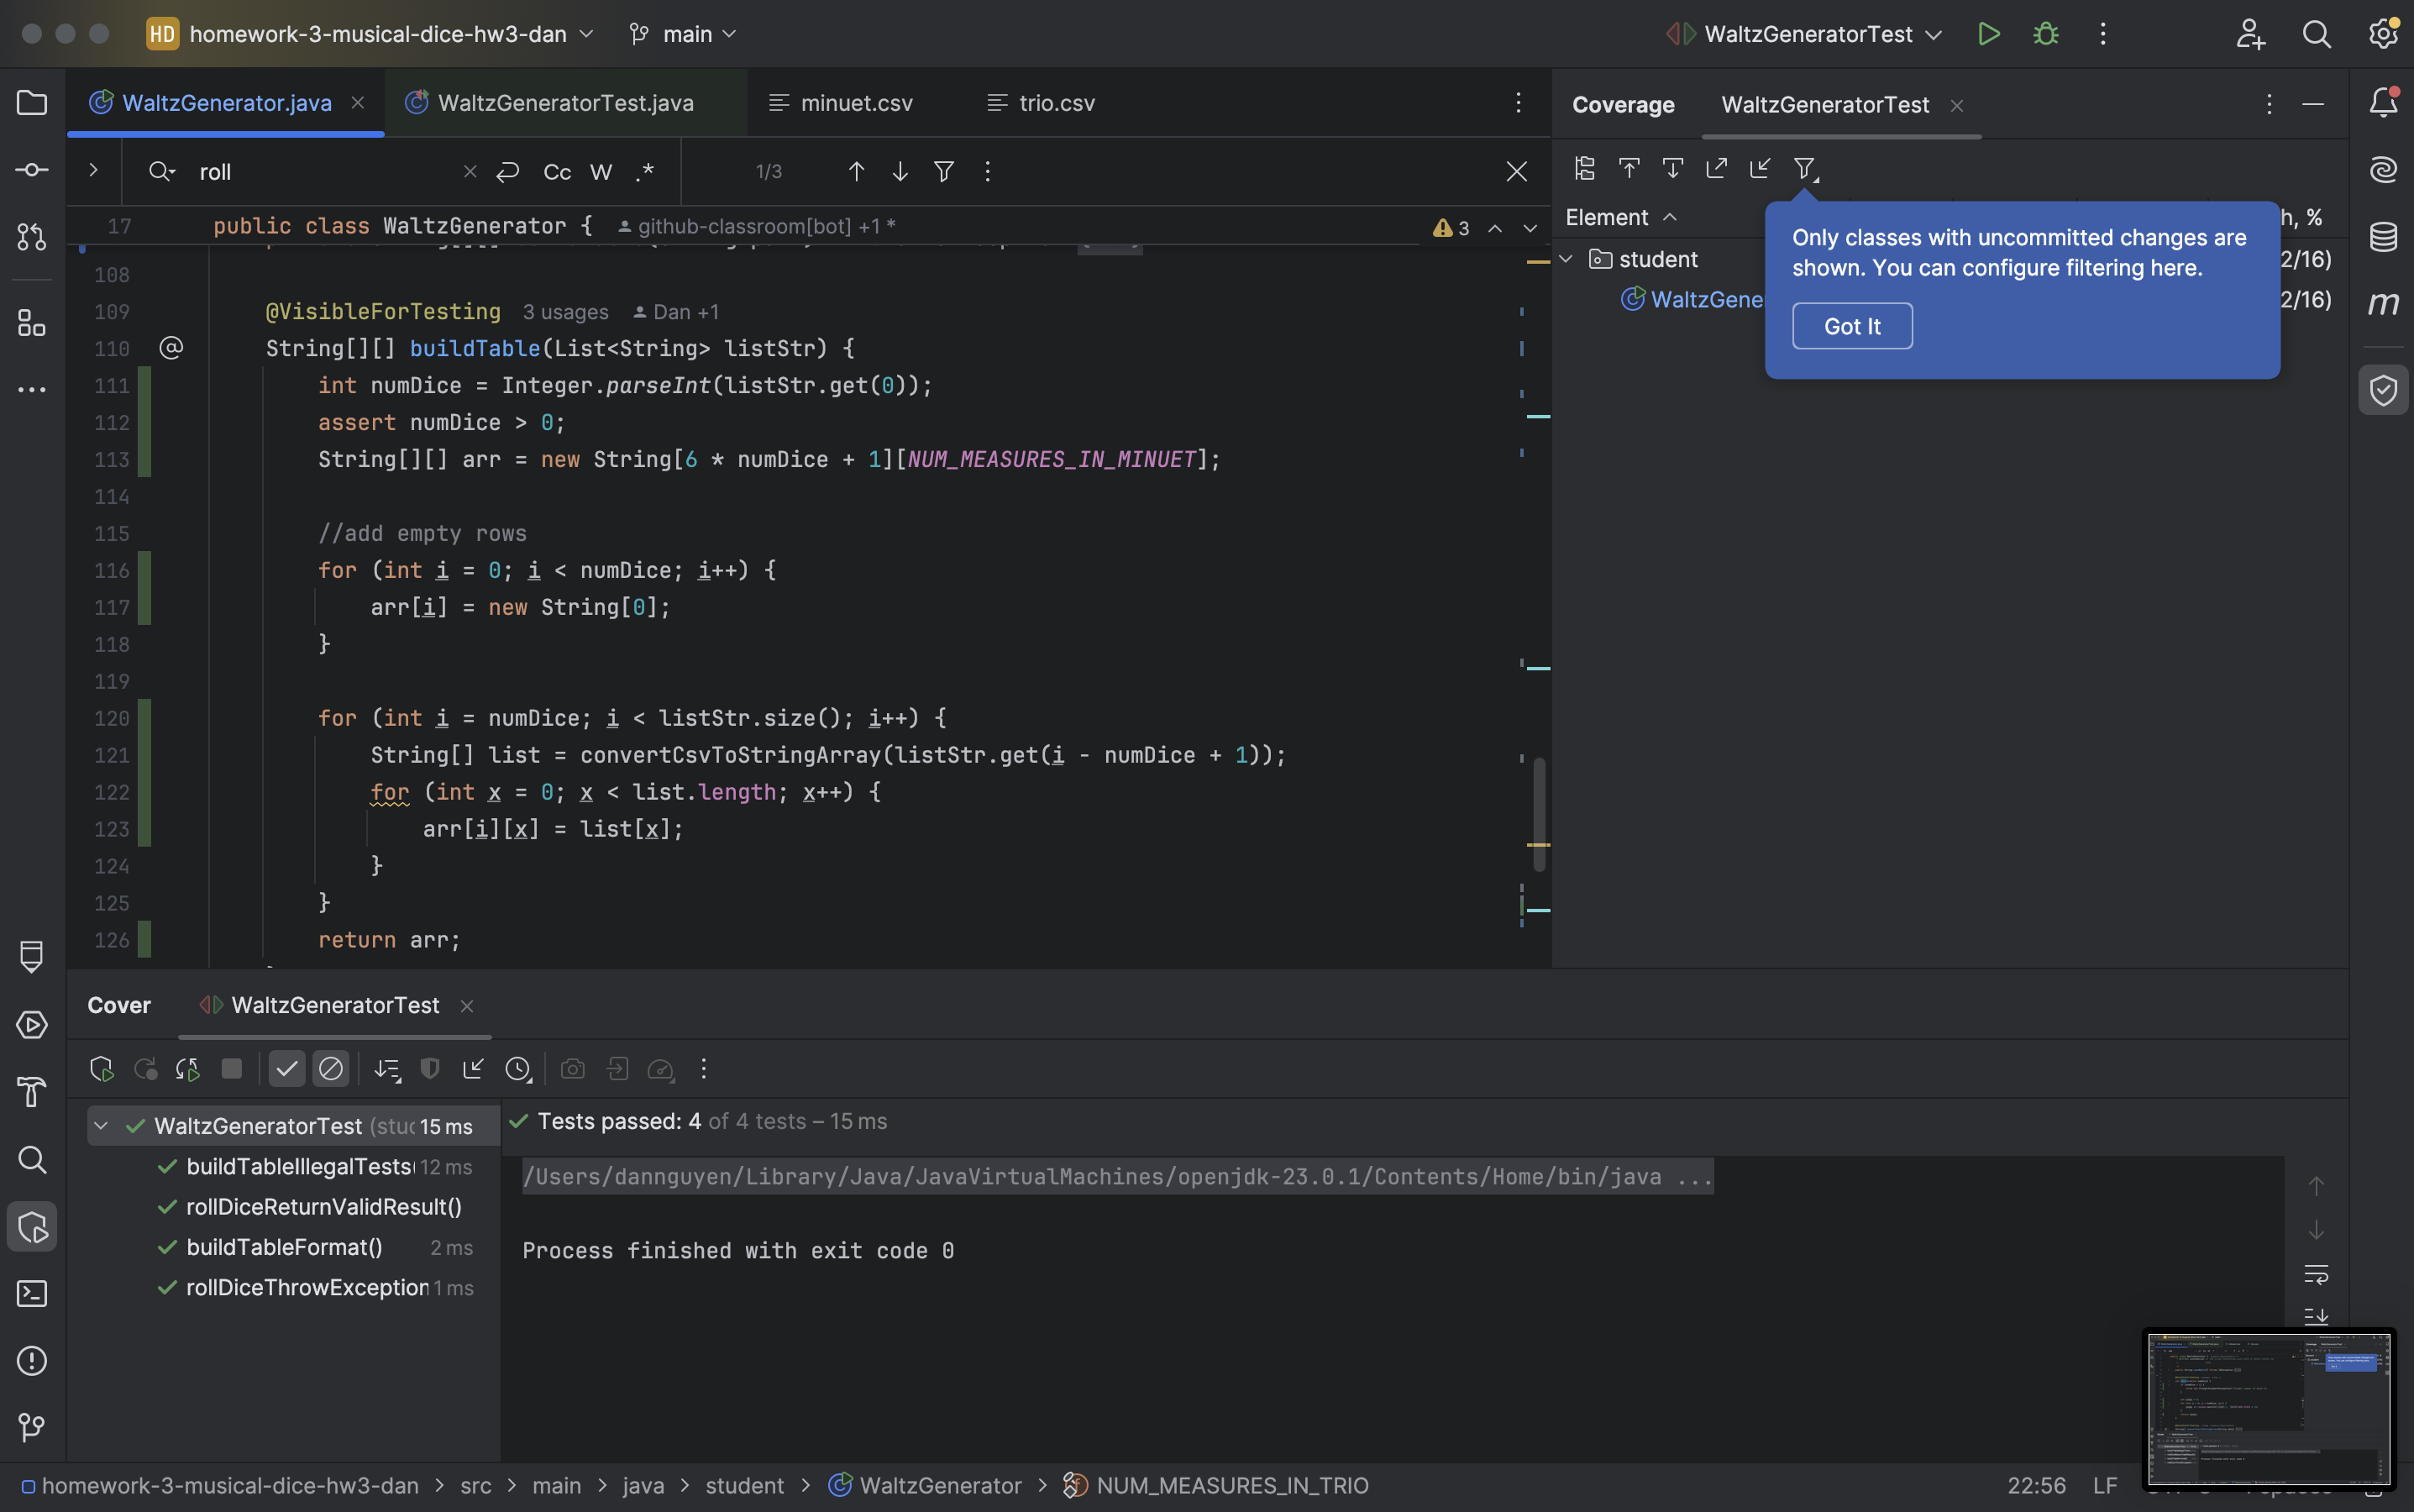 HD homework-3-musical-dice-hw3-dan main WaltzGeneratorTest
WaltzGenerator.java WaltzGeneratorTest.java minuet.csv trio.csv
Coverage WaltzGeneratorTest
roll Cc W .* 1/3
17 public class WaltzGenerator { github-classroom[bot] +1 * 3
Element h, %
student 2/16)
WaltzGene 2/16)
Only classes with uncommitted changes are
shown. You can configure filtering here.
Got It
108
109 @VisibleForTesting 3 usages Dan +1
110 @ String[][] buildTable(List<String> listStr) {
111 int numDice = Integer.parseInt(listStr.get(0));
112 assert numDice > 0;
113 String[][] arr = new String[6 * numDice + 1][NUM_MEASURES_IN_MINUET];
114
115 //add empty rows
116 for (int i = 0; i < numDice; i++) {
117 arr[i] = new String[0];
118 }
119
120 for (int i = numDice; i < listStr.size(); i++) {
121 String[] list = convertCsvToStringArray(listStr.get(i - numDice + 1));
122 for (int x = 0; x < list.length; x++) {
123 arr[i][x] = list[x];
124 }
125 }
126 return arr;
Cover WaltzGeneratorTest
WaltzGeneratorTest (stuc 15 ms
buildTableIllegalTests( 12 ms
rollDiceReturnValidResult()
buildTableFormat() 2 ms
rollDiceThrowException 1 ms
Tests passed: 4 of 4 tests – 15 ms
/Users/dannguyen/Library/Java/JavaVirtualMachines/openjdk-23.0.1/Contents/Home/bin/java ...
Process finished with exit code 0
homework-3-musical-dice-hw3-dan > src > main > java > student > WaltzGenerator > NUM_MEASURES_IN_TRIO 22:56 LF